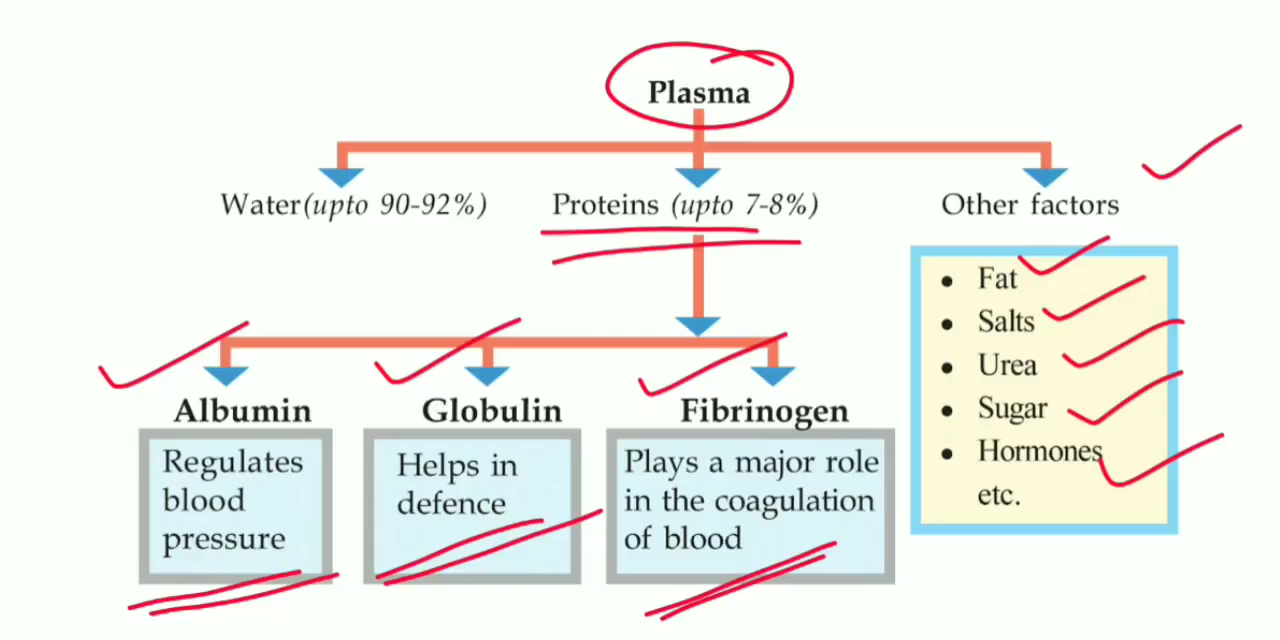 Plasma
Water(upto 90-92%)
Proteins (upto 7-8%)
Other factors
• Fat
• Salts
• Urea
• Sugar
• Hormones
etc.
Albumin
Regulates
blood
pressure
Globulin
Helps in
defence
Fibrinogen
Plays a major role
in the coagulation
of blood